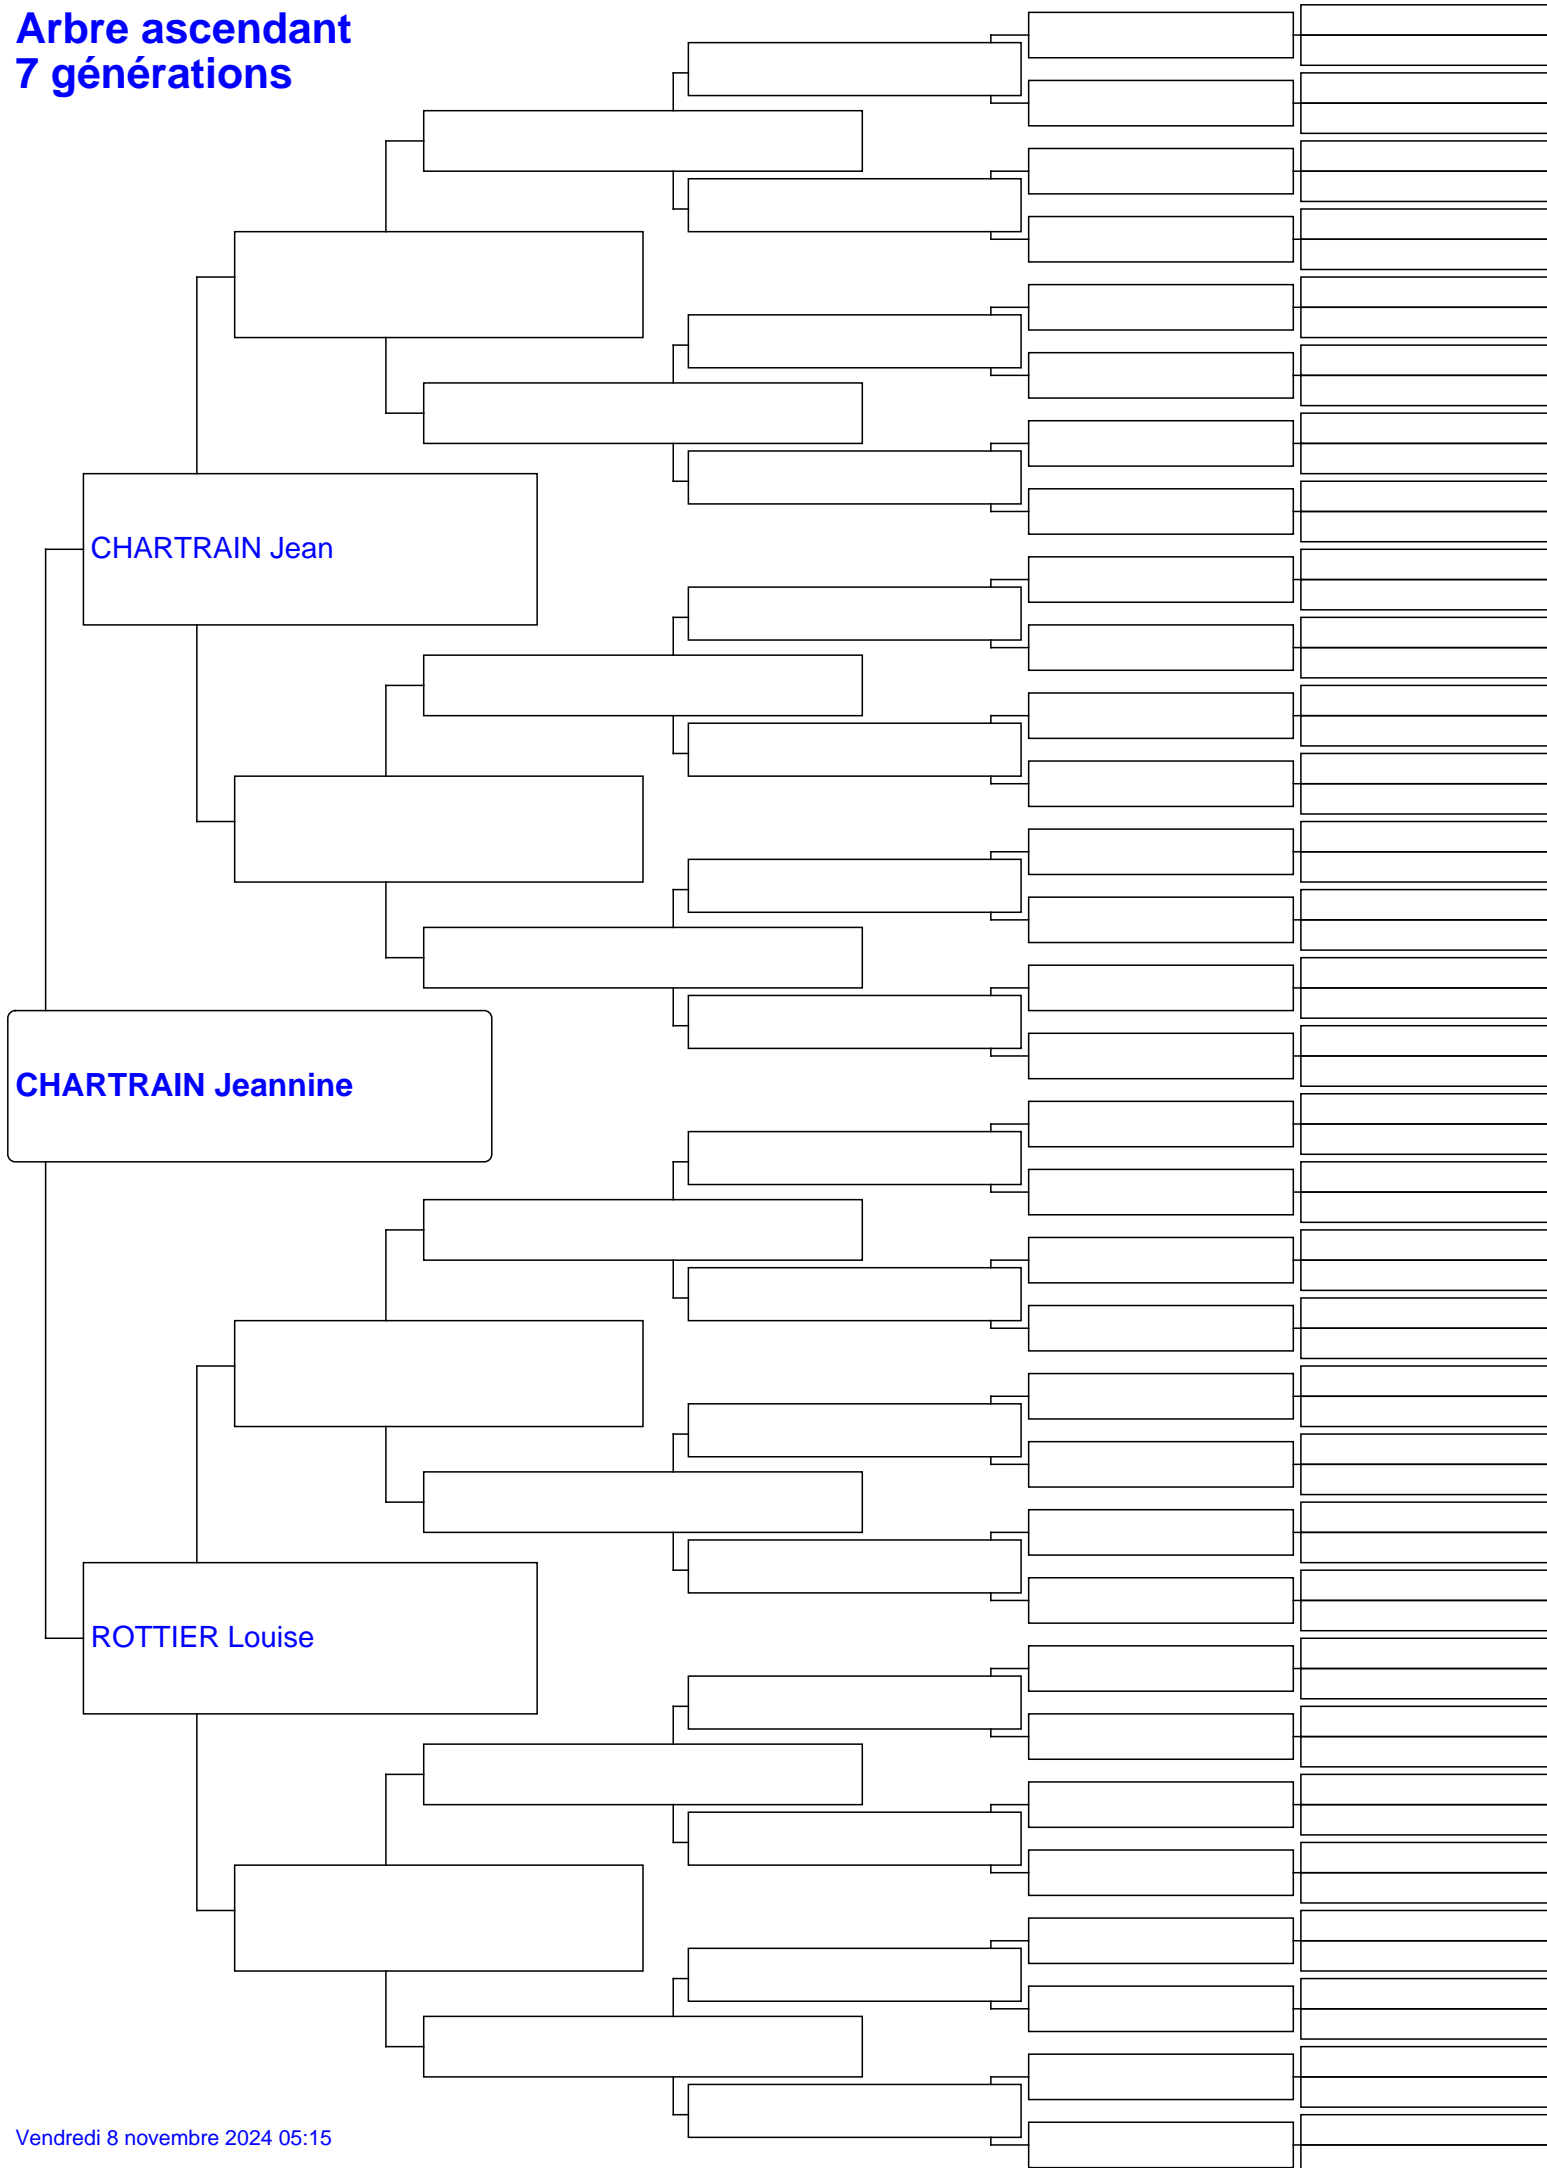 Arbre ascendant
7 générations
CHARTRAIN Jean
CHARTRAIN Jeannine
ROTTIER Louise
Vendredi 8 novembre 2024 05:15